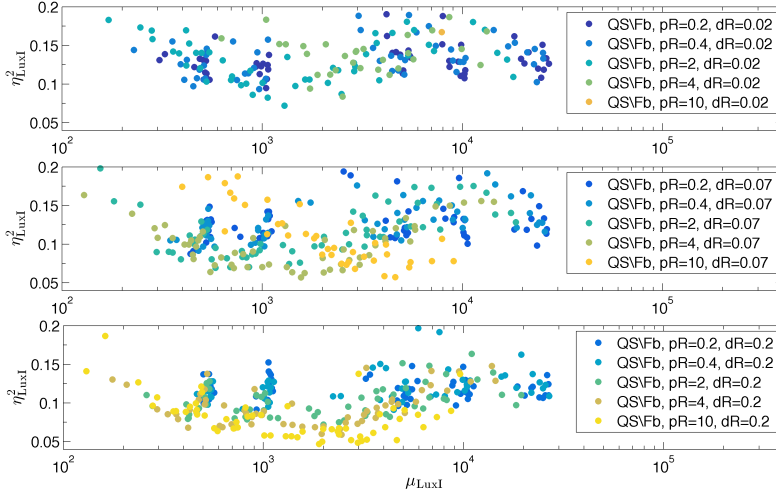 0.2
0.15
0.1
0.05
η²LuxI
10² 10³ 10⁴ 10⁵
QS\Fb, pR=0.2, dR=0.02
QS\Fb, pR=0.4, dR=0.02
QS\Fb, pR=2, dR=0.02
QS\Fb, pR=4, dR=0.02
QS\Fb, pR=10, dR=0.02
0.2
0.15
0.1
0.05
η²LuxI
10² 10³ 10⁴ 10⁵
QS\Fb, pR=0.2, dR=0.07
QS\Fb, pR=0.4, dR=0.07
QS\Fb, pR=2, dR=0.07
QS\Fb, pR=4, dR=0.07
QS\Fb, pR=10, dR=0.07
0.2
0.15
0.1
0.05
η²LuxI
10² 10³ 10⁴ 10⁵
QS\Fb, pR=0.2, dR=0.2
QS\Fb, pR=0.4, dR=0.2
QS\Fb, pR=2, dR=0.2
QS\Fb, pR=4, dR=0.2
QS\Fb, pR=10, dR=0.2
μLuxI